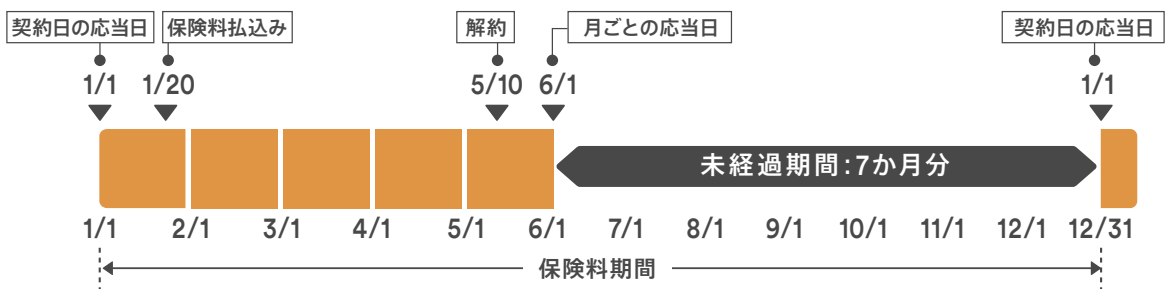 契約日の応当日 保険料払込み 解約 月ごとの応当日 契約日の応当日
1/1 1/20 5/10 6/1 1/1
未経過期間:7か月分
1/1 2/1 3/1 4/1 5/1 6/1 7/1 8/1 9/1 10/1 11/1 12/1 12/31
保険料期間